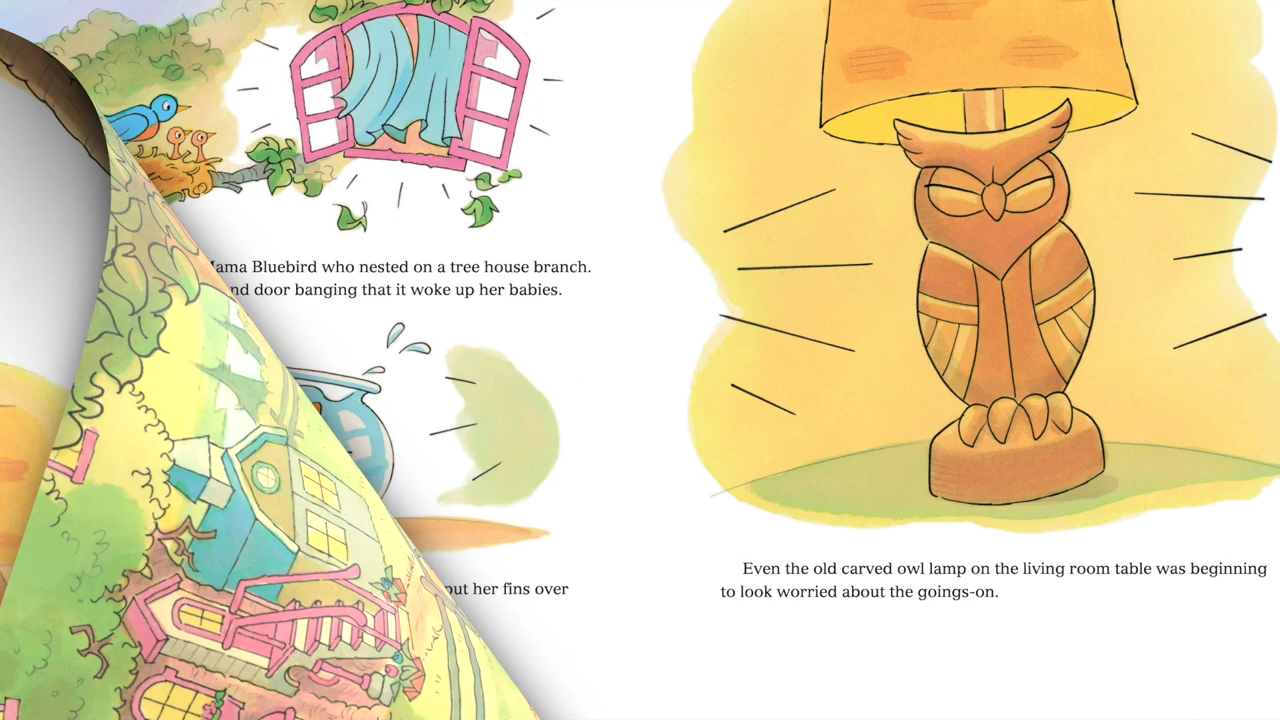 Mama Bluebird who nested on a tree house branch.
and door banging that it woke up her babies.
put her fins over
Even the old carved owl lamp on the living room table was beginning
to look worried about the goings-on.